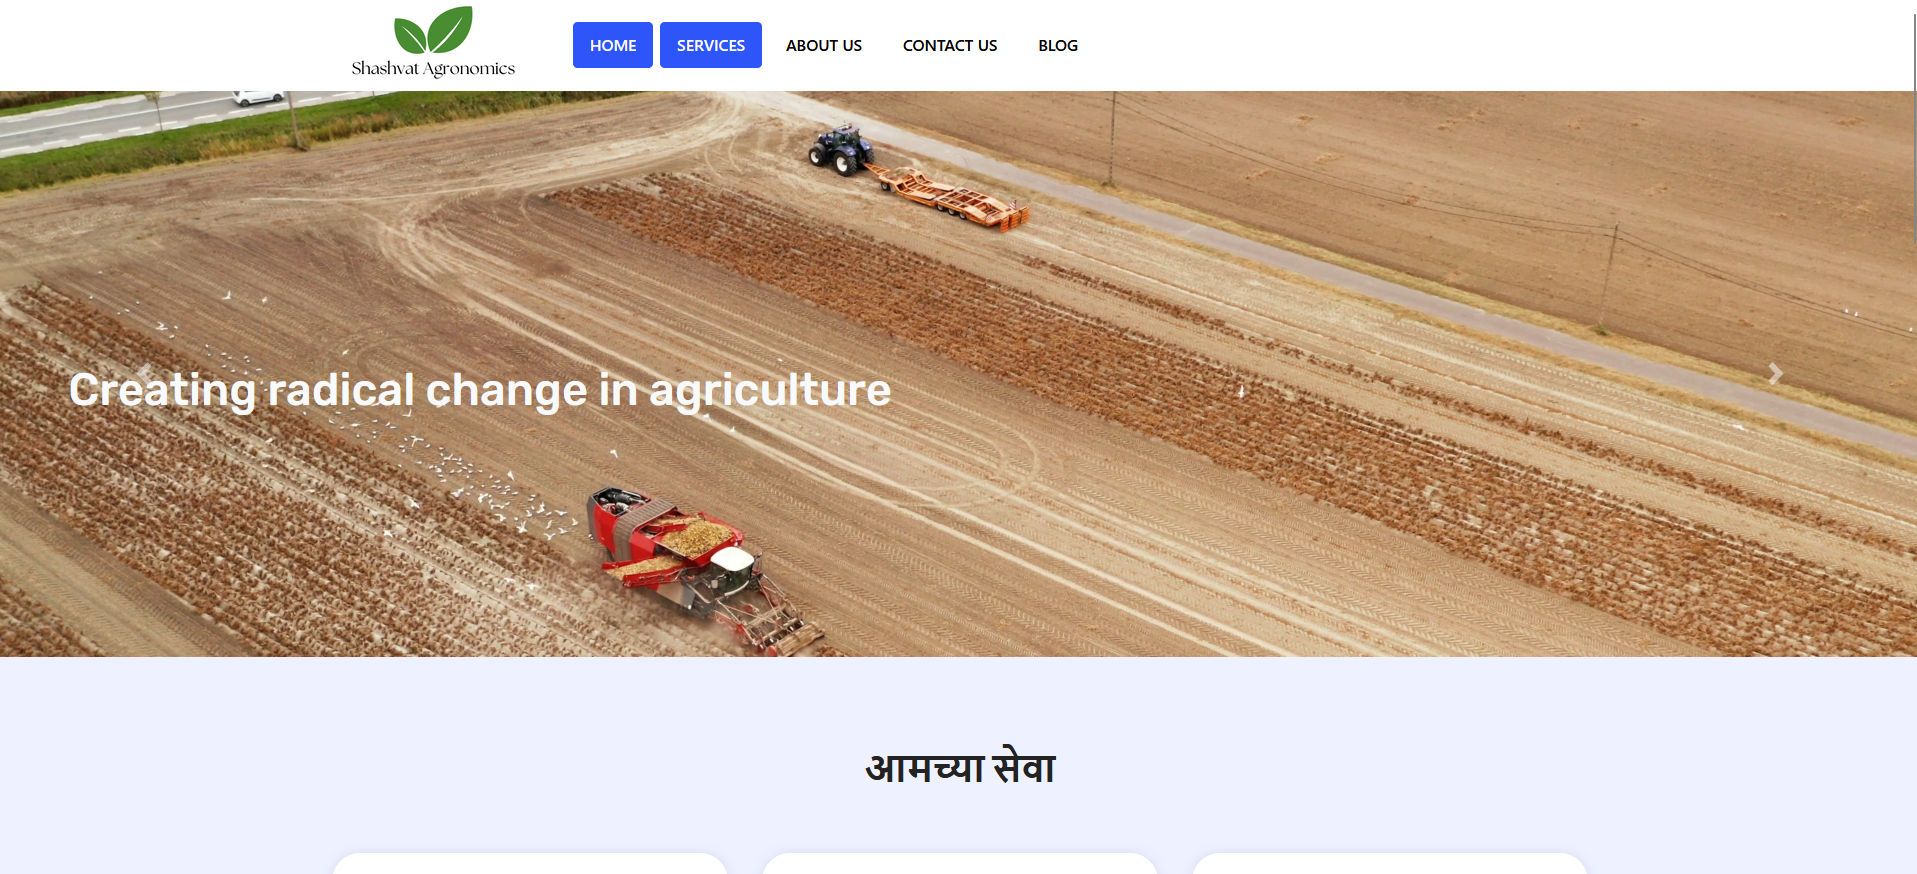 Shashvat Agronomics
HOME SERVICES ABOUT US CONTACT US BLOG
Creating radical change in agriculture
आमच्या सेवा